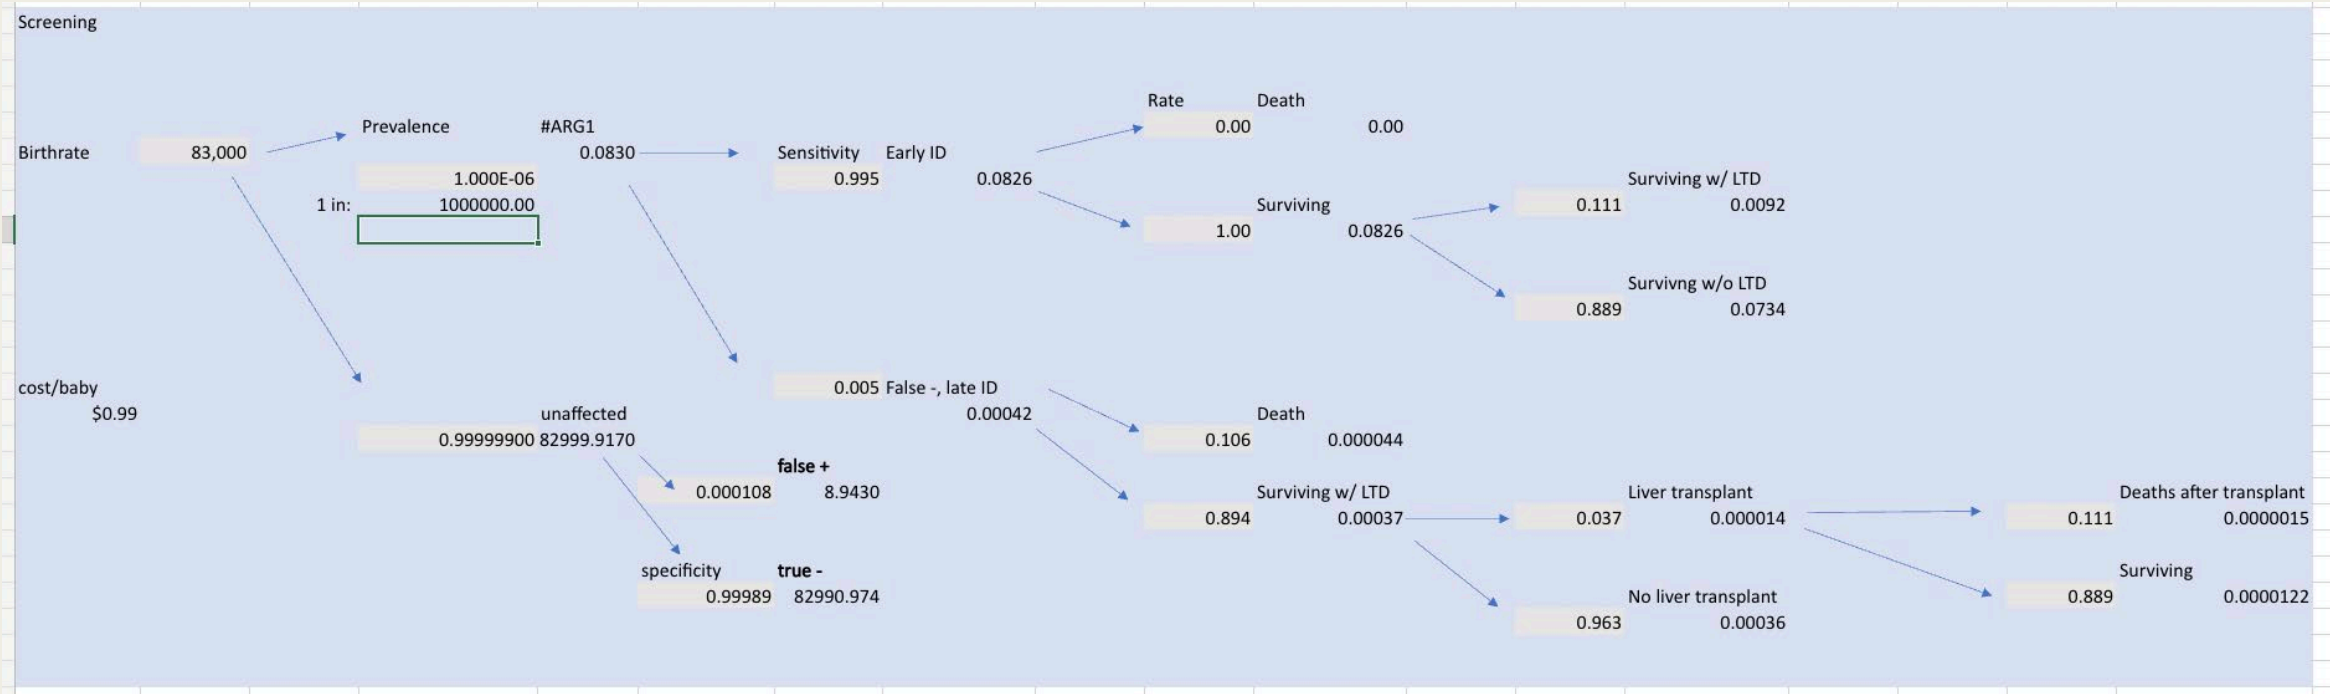 Screening
Rate Death
Prevalence #ARG1 0.00 0.00
Birthrate 83,000 0.0830 Sensitivity Early ID
1.000E-06 0.995 0.0826 Surviving w/ LTD
1 in: 1000000.00 Surviving 0.111 0.0092
1.00 0.0826
Survivng w/o LTD
0.889 0.0734
cost/baby 0.005 False -, late ID
$0.99 unaffected 0.00042 Death
0.99999900 82999.9170 0.106 0.000044
false +
0.000108 8.9430 Surviving w/ LTD Liver transplant Deaths after transplant
0.894 0.00037 0.037 0.000014 0.111 0.0000015
specificity true - Surviving
0.99989 82990.974 No liver transplant 0.889 0.0000122
0.963 0.00036